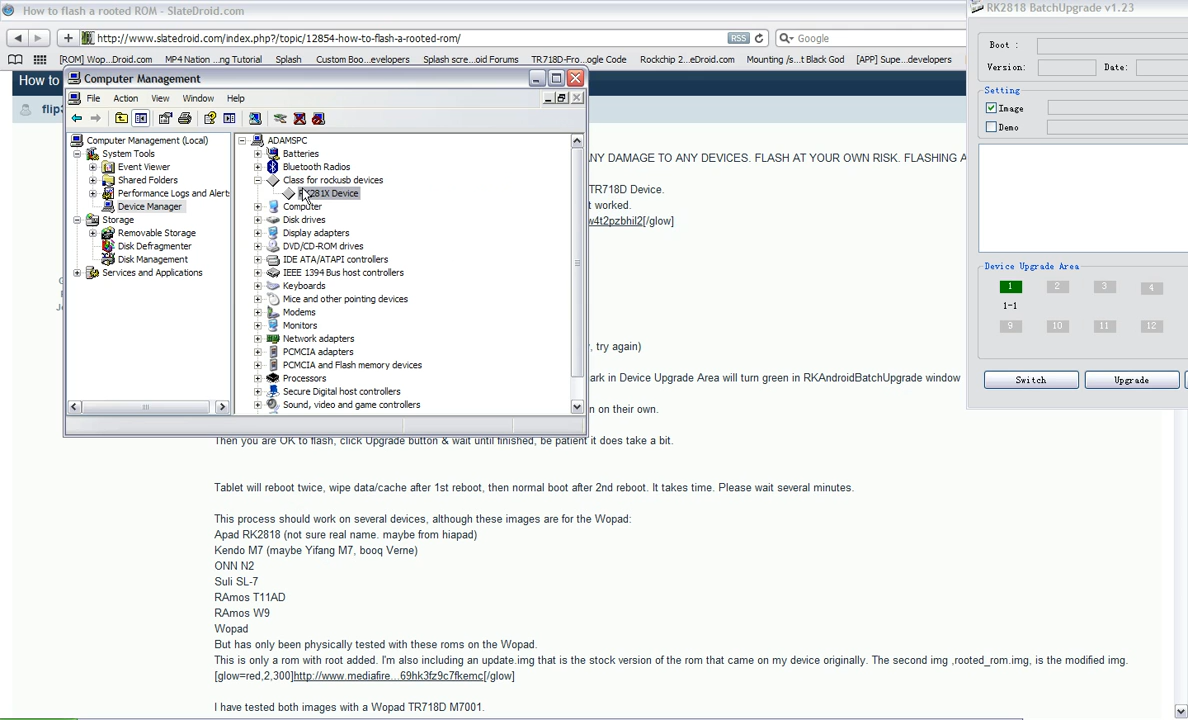 How to flash a rooted ROM - SlateDroid.com
RK2818 BatchUpgrade v1.23
http://www.slatedroid.com/index.php?/topic/12854-how-to-flash-a-rooted-rom/
RSS
Google
[ROM] Wop...Droid.com
MP4Nation ...ng Tutorial
Splash
Custom Boo...evelopers
Splash scre...oid Forums
TR718D-Fro...ogle Code
Rockchip 2...eDroid.com
Mounting /s...t Black God
[APP] Supe...developers
Boot :
Version:
Date:
Setting
Image
Demo
How to
Computer Management
File
Action
View
Window
Help
Computer Management (Local)
System Tools
Event Viewer
Shared Folders
Performance Logs and Alerts
Device Manager
Storage
Removable Storage
Disk Defragmenter
Disk Management
Services and Applications
ADAMSPC
Batteries
Bluetooth Radios
Class for rockusb devices
281X Device
Computer
Disk drives
Display adapters
DVD/CD-ROM drives
IDE ATA/ATAPI controllers
IEEE 1394 Bus host controllers
Keyboards
Mice and other pointing devices
Modems
Monitors
Network adapters
PCMCIA adapters
PCMCIA and Flash memory devices
Processors
Secure Digital host controllers
Sound, video and game controllers
NY DAMAGE TO ANY DEVICES. FLASH AT YOUR OWN RISK. FLASHING A
TR718D Device.
t worked.
w4t2pzbhil2[/glow]
, try again)
ark in Device Upgrade Area will turn green in RKAndroidBatchUpgrade window
n on their own.
Device Upgrade Area
1 2 3 4
1-1
9 10 11 12
Switch
Upgrade
Then you are OK to flash, click Upgrade button & wait until finished, be patient it does take a bit.
Tablet will reboot twice, wipe data/cache after 1st reboot, then normal boot after 2nd reboot. It takes time. Please wait several minutes.
This process should work on several devices, although these images are for the Wopad:
Apad RK2818 (not sure real name. maybe from hiapad)
Kendo M7 (maybe Yifang M7, booq Verne)
ONN N2
Suli SL-7
RAmos T11AD
RAmos W9
Wopad
But has only been physically tested with these roms on the Wopad.
This is only a rom with root added. I'm also including an update.img that is the stock version of the rom that came on my device originally. The second img ,rooted_rom.img, is the modified img.
[glow=red,2,300]http://www.mediafire...69hk3fz9c7fkemc[/glow]
I have tested both images with a Wopad TR718D M7001.